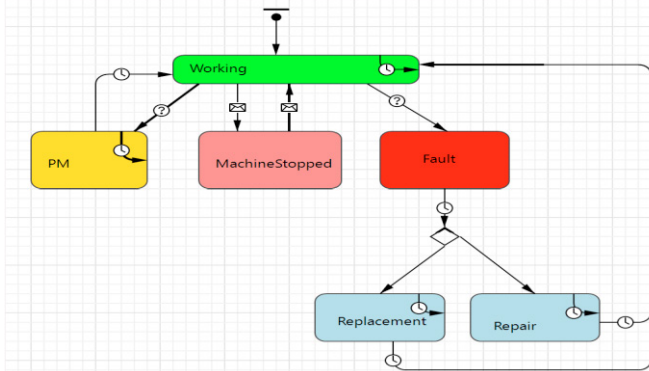 Working
PM
MachineStopped
Fault
?
?
Replacement
Repair